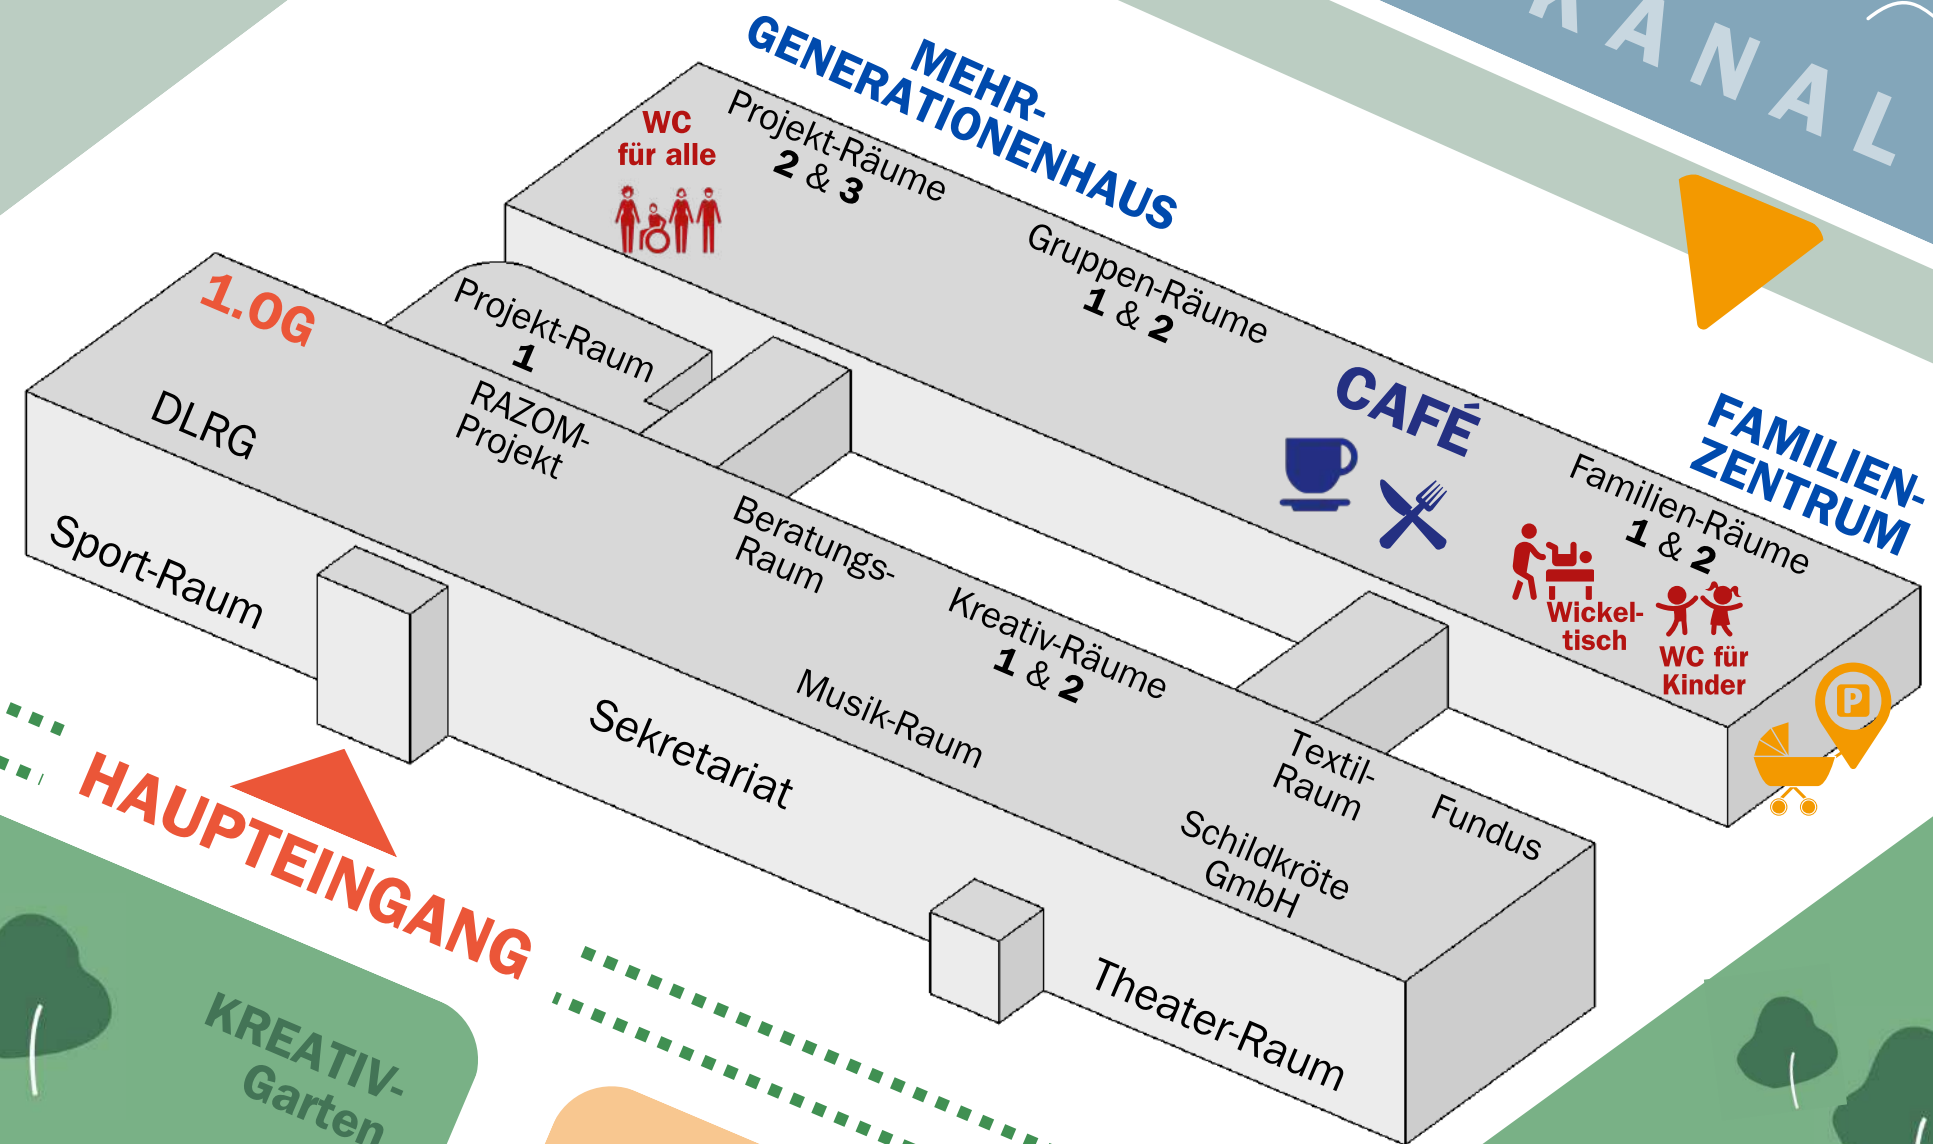 KANAL
MEHR-
GENERATIONENHAUS
WC
für alle
Projekt-Räume
2 & 3
Gruppen-Räume
1 & 2
CAFÉ
FAMILIEN-
ZENTRUM
Familien-Räume
1 & 2
Wickel-
tisch
WC für
Kinder
P
1.OG
Projekt-Raum
1
DLRG
RAZOM-
Projekt
Beratungs-
Raum
Kreativ-Räume
1 & 2
Musik-Raum
Textil-
Raum
Fundus
Schildkröte
GmbH
Sport-Raum
Sekretariat
Theater-Raum
HAUPTEINGANG
KREATIV-
Garten